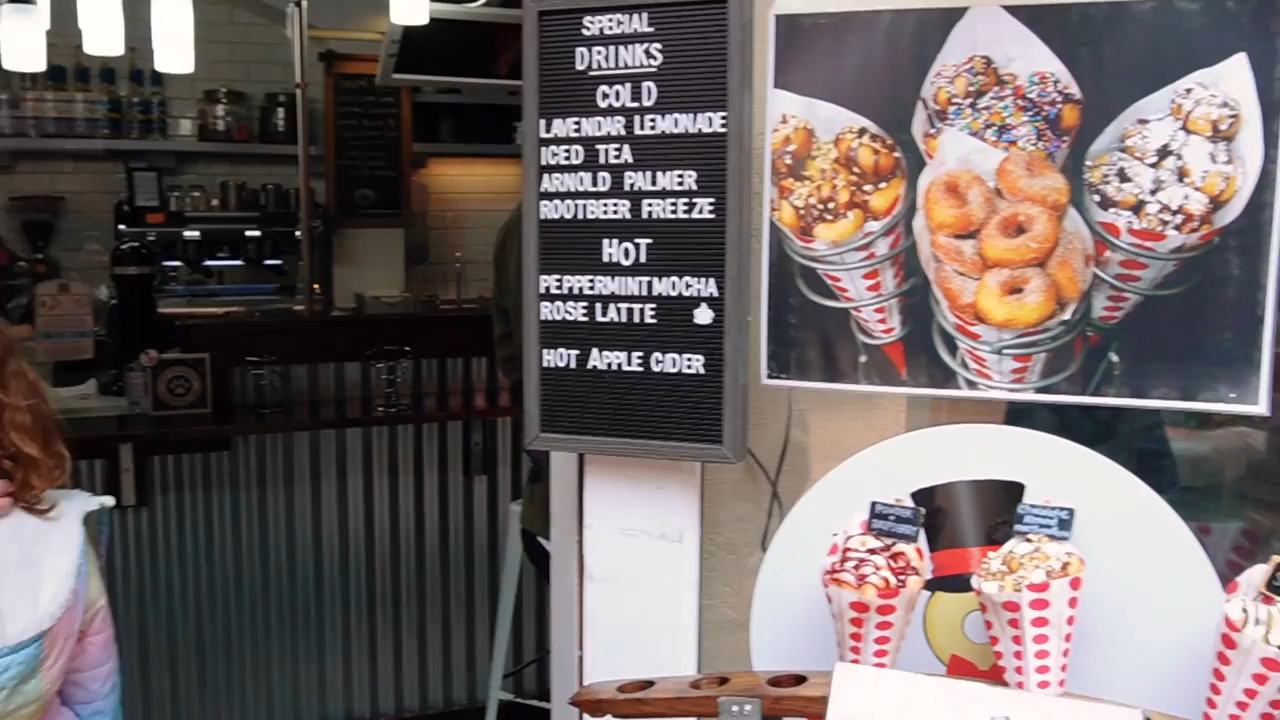 SPECIAL
DRINKS
COLD
LAVENDAR LEMONADE
ICED TEA
ARNOLD PALMER
ROOTBEER FREEZE
HOT
PEPPERMINT MOCHA
ROSE LATTE
HOT APPLE CIDER